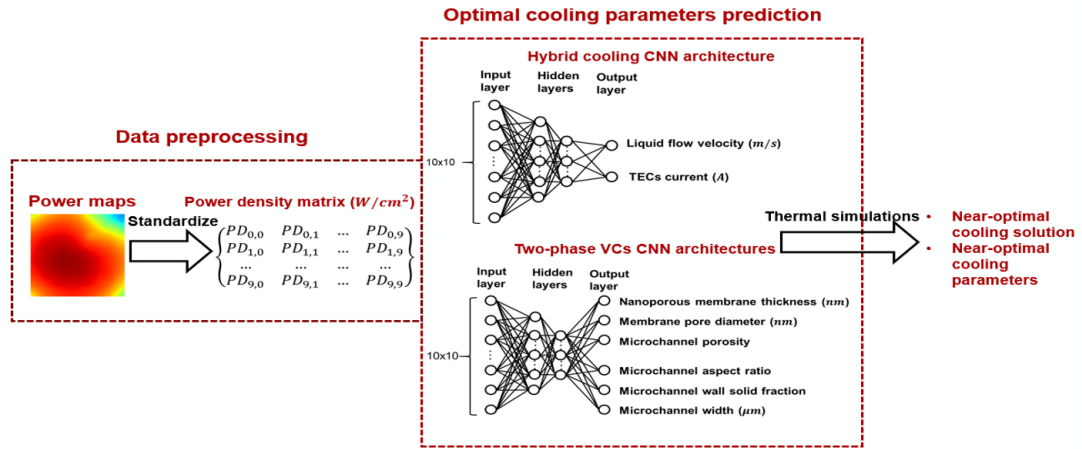 Optimal cooling parameters prediction
Data preprocessing
Power maps
Standardize
Power density matrix (W/cm²)
PD₀,₀ PD₀,₁ ... PD₀,₉
PD₁,₀ PD₁,₁ ... PD₁,₉
... ... ... ...
PD₉,₀ PD₉,₁ ... PD₉,₉
Hybrid cooling CNN architecture
Input layer
Hidden layers
Output layer
10x10
Liquid flow velocity (m/s)
TECs current (A)
Two-phase VCs CNN architectures
Input layer
Hidden layers
Output layer
10x10
Nanoporous membrane thickness (nm)
Membrane pore diameter (nm)
Microchannel porosity
Microchannel aspect ratio
Microchannel wall solid fraction
Microchannel width (μm)
Thermal simulations
• Near-optimal
cooling solution
• Near-optimal
cooling
parameters